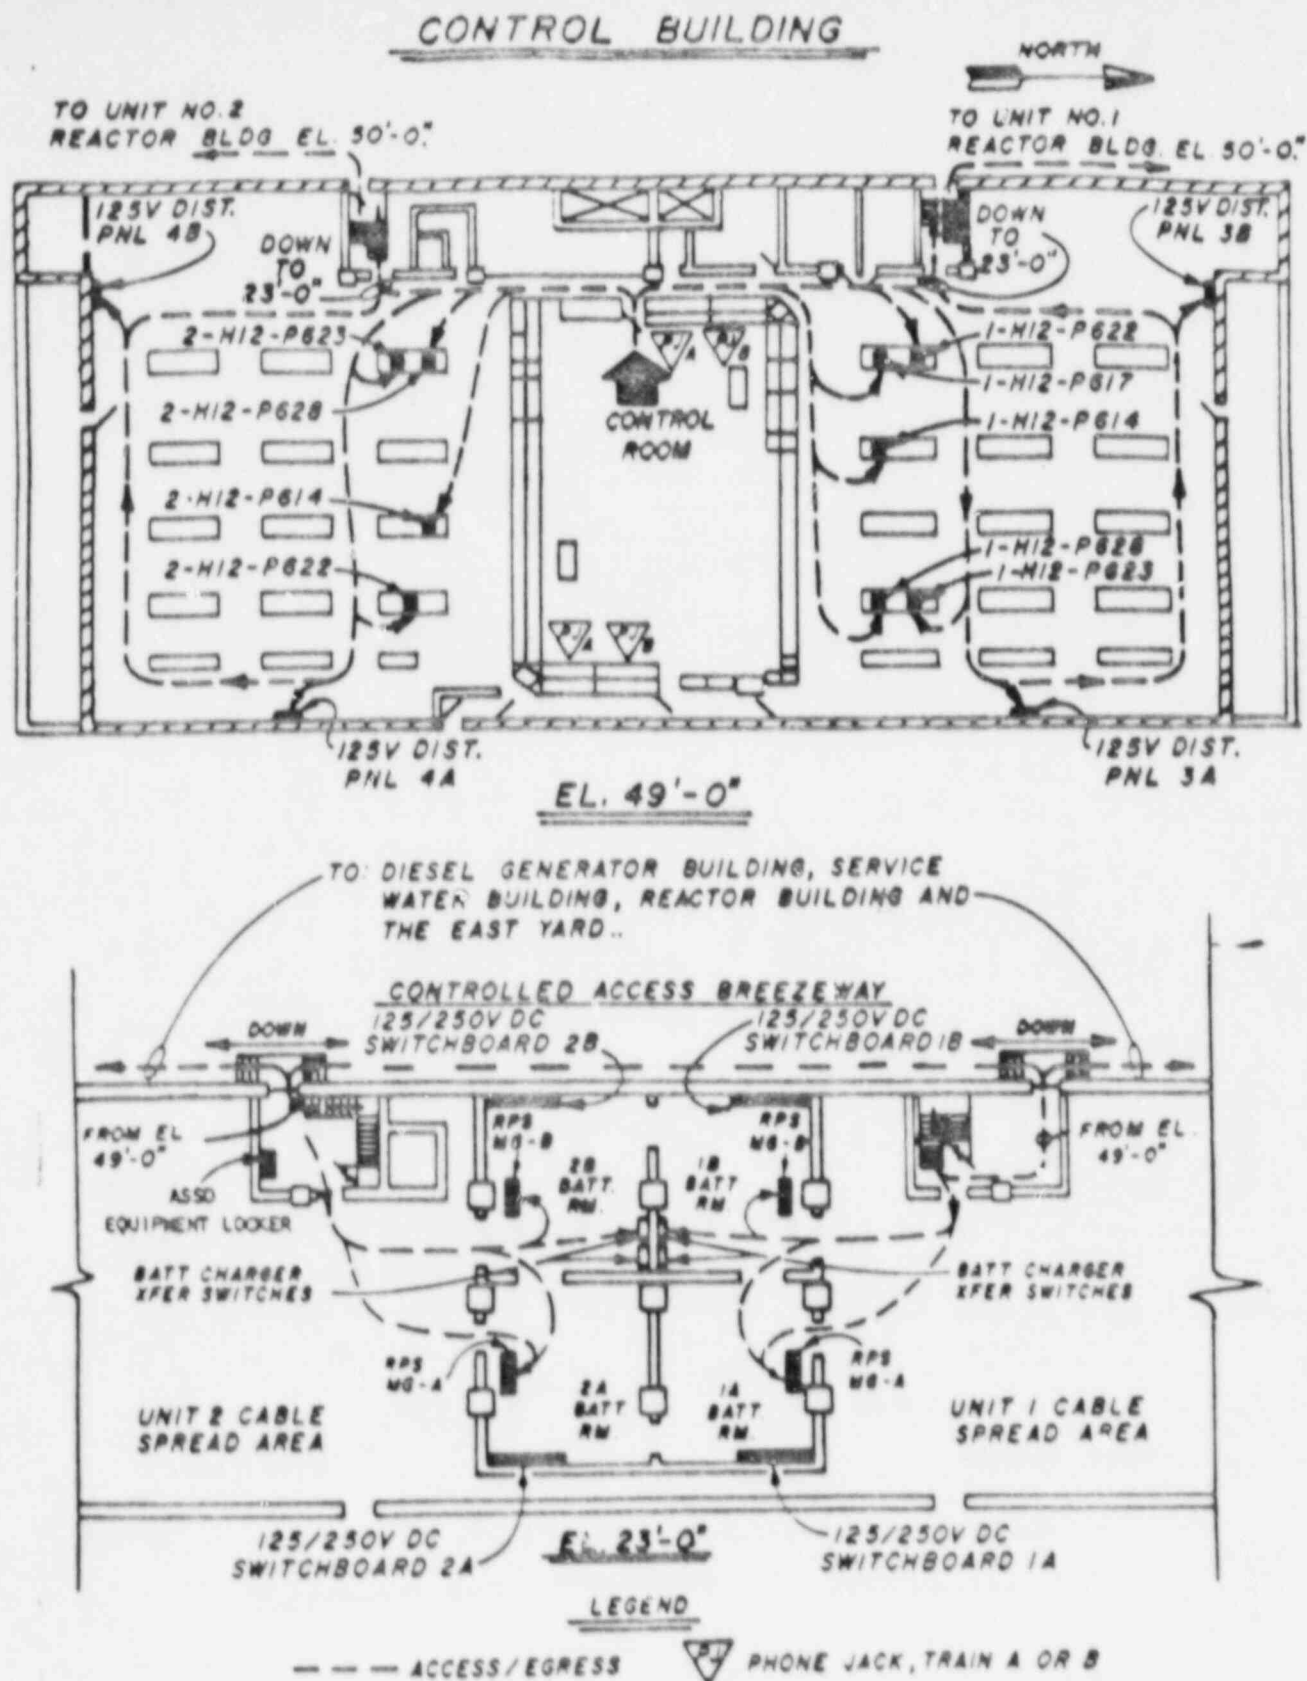 CONTROL BUILDING
NORTH
TO UNIT NO.2
REACTOR BLDG EL. 50'-0"
TO UNIT NO.1
REACTOR BLDG. EL 50'-0"
125V DIST.
PNL 4B
DOWN
TO
23'-0"
DOWN
TO
23'-0"
125V DIST.
PNL 3B
2-H12-P623
P.J. A
P.J. B
1-H12-P622
1-H12-P617
2-H12-P628
CONTROL
ROOM
1-H12-P614
2-H12-P614
1-H12-P626
2-H12-P622
1-H12-P623
P.J. A
P.J. B
125V DIST.
PNL 4A
125V DIST.
PNL 3A
EL. 49'-0"
TO: DIESEL GENERATOR BUILDING, SERVICE
WATER BUILDING, REACTOR BUILDING AND
THE EAST YARD..
CONTROLLED ACCESS BREEZEWAY
DOWN
125/250V DC
SWITCHBOARD 2B
125/250V DC
SWITCHBOARD 1B
DOWN
FROM EL
49'-0"
RPS
MG-B
2B
BATT.
RM.
1B
BATT
RM.
RPS
MG-B
FROM EL.
49'-0"
ASSD
EQUIPMENT LOCKER
BATT CHARGER
XFER SWITCHES
BATT CHARGER
XFER SWITCHES
RPS
MG-A
2A
BATT
RM
1A
BATT
RM.
RPS
MG-A
UNIT 2 CABLE
SPREAD AREA
UNIT 1 CABLE
SPREAD AREA
125/250V DC
SWITCHBOARD 2A
EL. 23'-0"
125/250V DC
SWITCHBOARD 1A
LEGEND
ACCESS/EGRESS
P.J. PHONE JACK, TRAIN A OR B